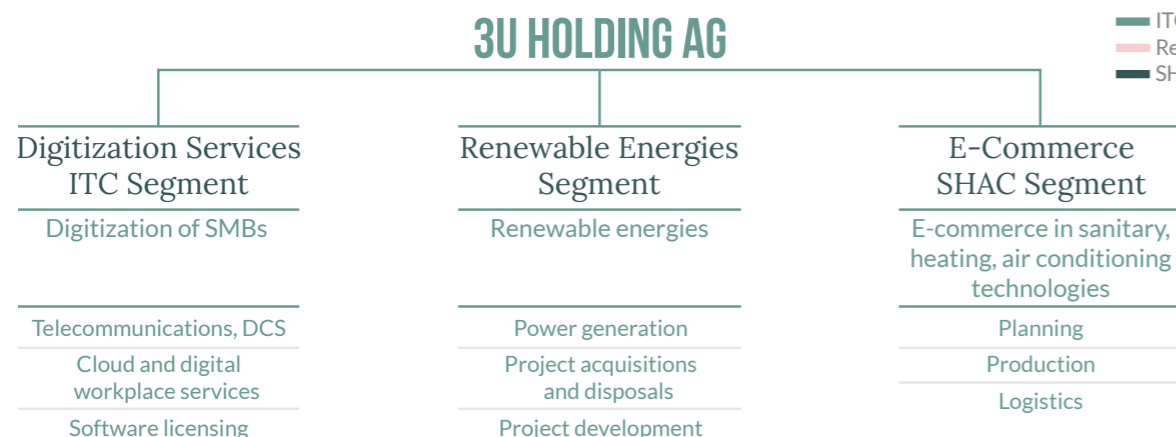 3U HOLDING AG
Digitization Services
ITC Segment
Digitization of SMBs
Telecommunications, DCS
Cloud and digital
workplace services
Software licensing
Renewable Energies
Segment
Renewable energies
Power generation
Project acquisitions
and disposals
Project development
E-Commerce
SHAC Segment
E-commerce in sanitary,
heating, air conditioning
technologies
Planning
Production
Logistics